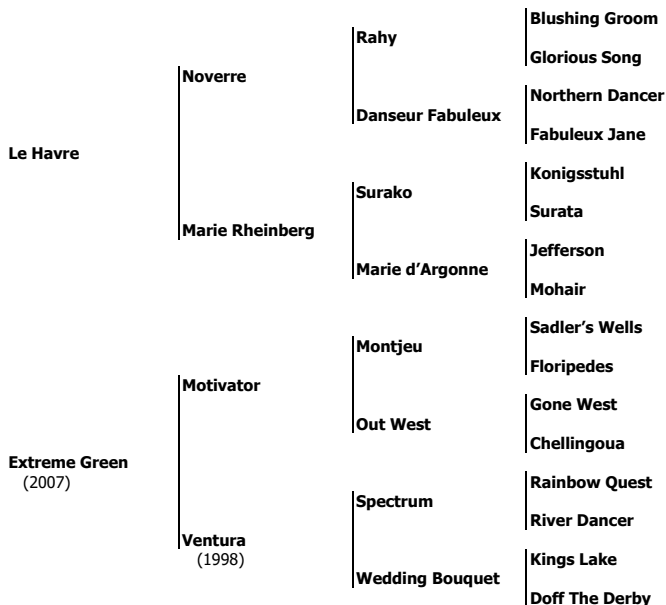 Blushing Groom
Rahy
Glorious Song
Noverre
Northern Dancer
Danseur Fabuleux
Fabuleux Jane
Le Havre
Konigsstuhl
Surako
Surata
Marie Rheinberg
Jefferson
Marie d'Argonne
Mohair
Sadler's Wells
Montjeu
Floripedes
Motivator
Gone West
Out West
Chellingoua
Extreme Green
(2007)
Rainbow Quest
Spectrum
River Dancer
Ventura
(1998)
Kings Lake
Wedding Bouquet
Doff The Derby